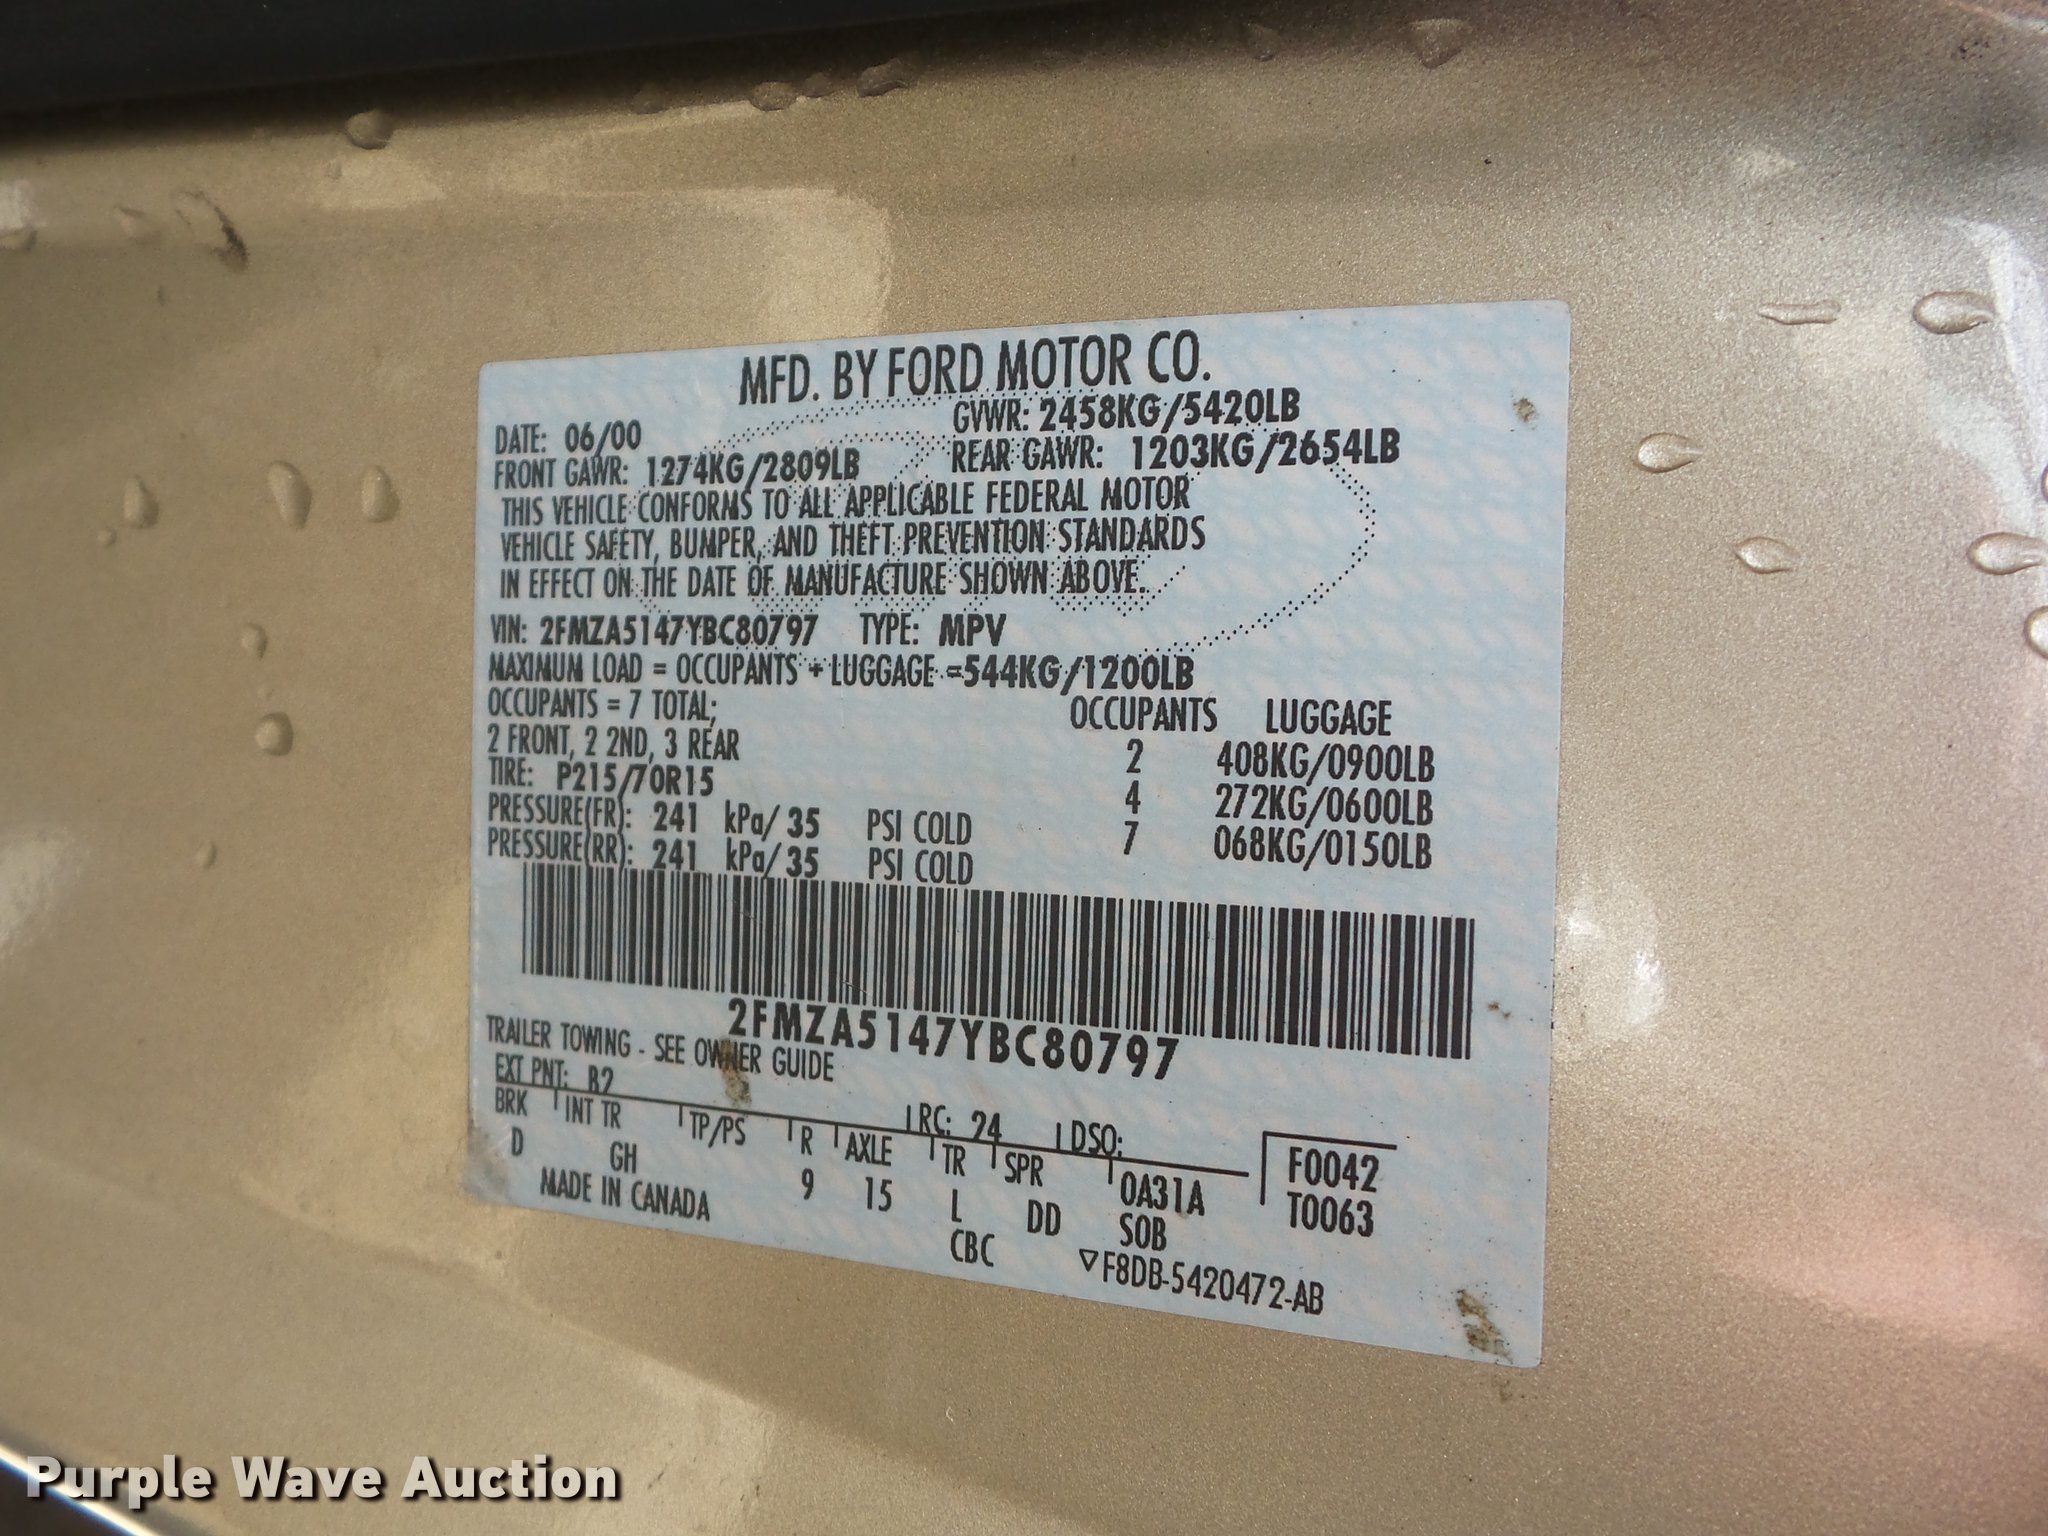 MFD. BY FORD MOTOR CO.
DATE: 06/00 GVWR: 2458KG/5420LB
FRONT GAWR: 1274KG/2809LB REAR GAWR: 1203KG/2654LB
THIS VEHICLE CONFORMS TO ALL APPLICABLE FEDERAL MOTOR
VEHICLE SAFETY, BUMPER, AND THEFT PREVENTION STANDARDS
IN EFFECT ON THE DATE OF MANUFACTURE SHOWN ABOVE.
VIN: 2FMZA5147YBC80797 TYPE: MPV
MAXIMUM LOAD = OCCUPANTS + LUGGAGE =544KG/1200LB
OCCUPANTS = 7 TOTAL; OCCUPANTS LUGGAGE
2 FRONT, 2 2ND, 3 REAR 2 408KG/0900LB
TIRE: P215/70R15 4 272KG/0600LB
PRESSURE(FR): 241 kPa/ 35 PSI COLD 7 068KG/0150LB
PRESSURE(RR): 241 kPa/ 35 PSI COLD
2FMZA5147YBC80797
TRAILER TOWING - SEE OWNER GUIDE
EXT PNT: B2 RC: 24 DSO:
BRK INT TR TP/PS R AXLE TR SPR 0A31A F0042
D GH 9 15 L DD SOB T0063
MADE IN CANADA CBC ▽F8DB-5420472-AB
Purple Wave Auction